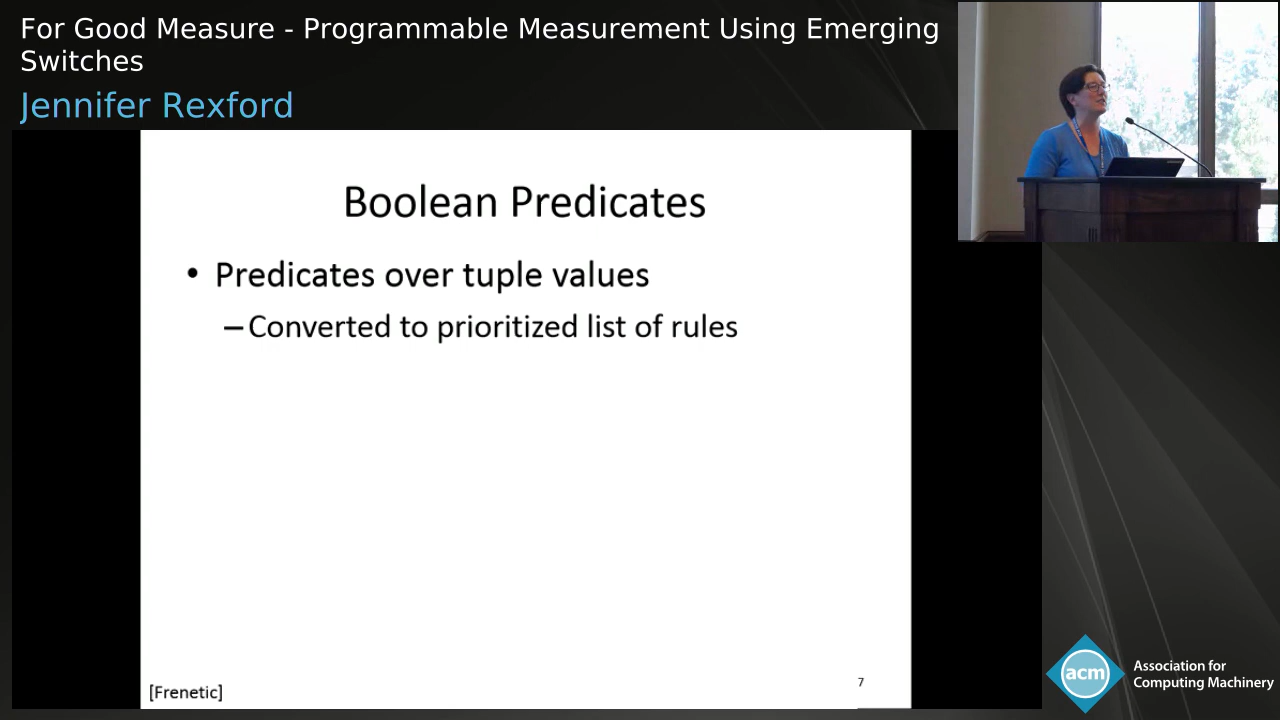 For Good Measure - Programmable Measurement Using Emerging
Switches
Jennifer Rexford
Boolean Predicates
• Predicates over tuple values
– Converted to prioritized list of rules
[Frenetic]
7
acm
Association for
Computing Machinery